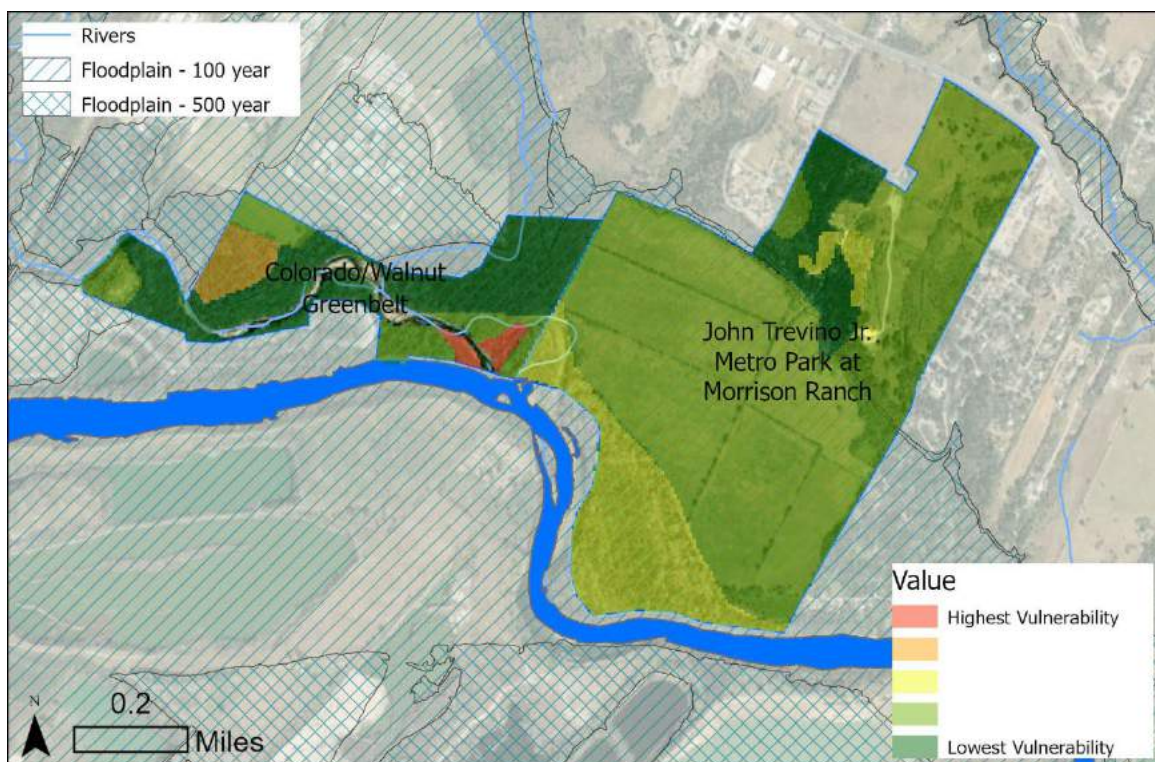 Rivers
Floodplain - 100 year
Floodplain - 500 year
Colorado/Walnut
Greenbelt
John Trevino Jr.
Metro Park at
Morrison Ranch
Value
Highest Vulnerability
Lowest Vulnerability
N
0.2
Miles